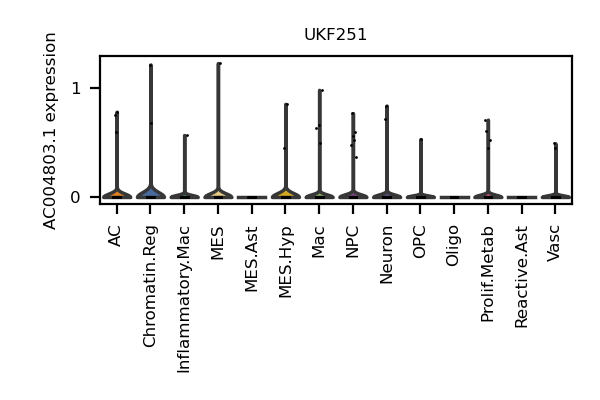 UKF251
AC004803.1 expression
1
0
AC
Chromatin.Reg
Inflammatory.Mac
MES
MES.Ast
MES.Hyp
Mac
NPC
Neuron
OPC
Oligo
Prolif.Metab
Reactive.Ast
Vasc